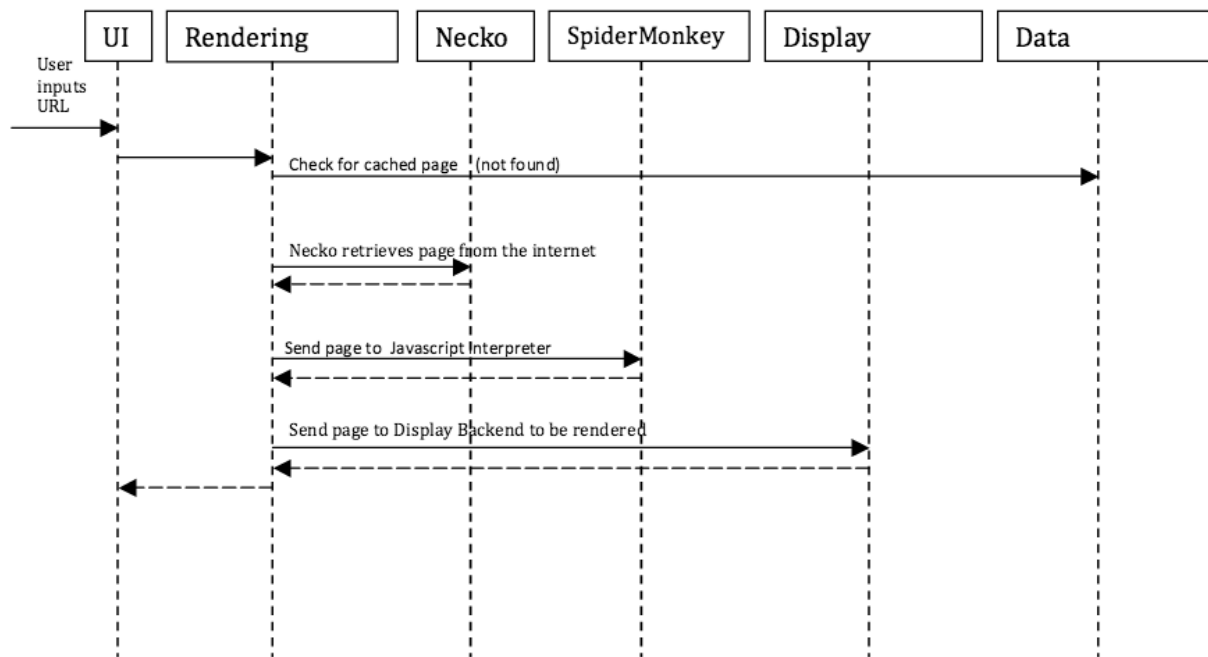 UI
Rendering
Necko
SpiderMonkey
Display
Data
User
inputs
URL
Check for cached page (not found)
Necko retrieves page from the internet
Send page to Javascript Interpreter
Send page to Display Backend to be rendered